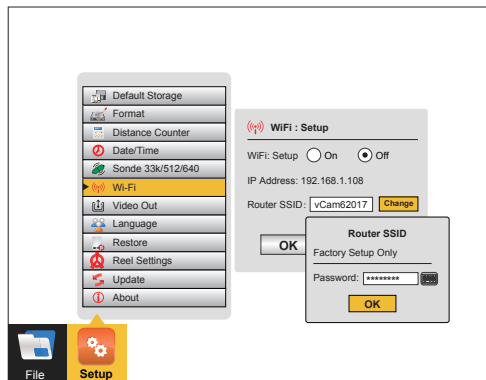 Default Storage
Format
Distance Counter
Date/Time
Sonde 33k/512/640
Wi-Fi
Video Out
Language
Restore
Reel Settings
Update
About
File
Setup
WiFi : Setup
WiFi: Setup On Off
IP Address: 192.168.1.108
Router SSID: vCam62017 Change
OK
Router SSID
Factory Setup Only
Password: ********
OK